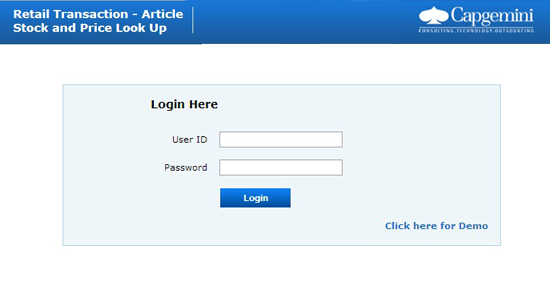 Retail Transaction - Article
Stock and Price Look Up
Capgemini
CONSULTING.TECHNOLOGY.OUTSOURCING
Login Here
User ID
Password
Login
Click here for Demo